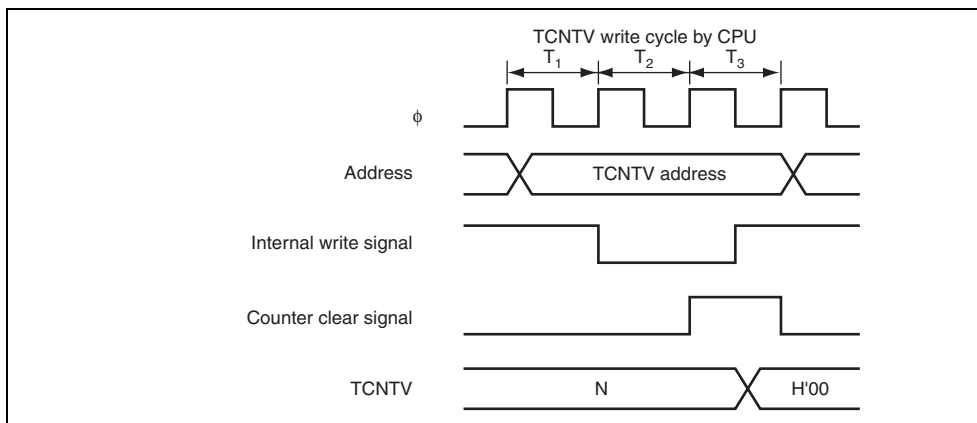 TCNTV write cycle by CPU
T1 T2 T3
φ
Address TCNTV address
Internal write signal
Counter clear signal
TCNTV N H'00